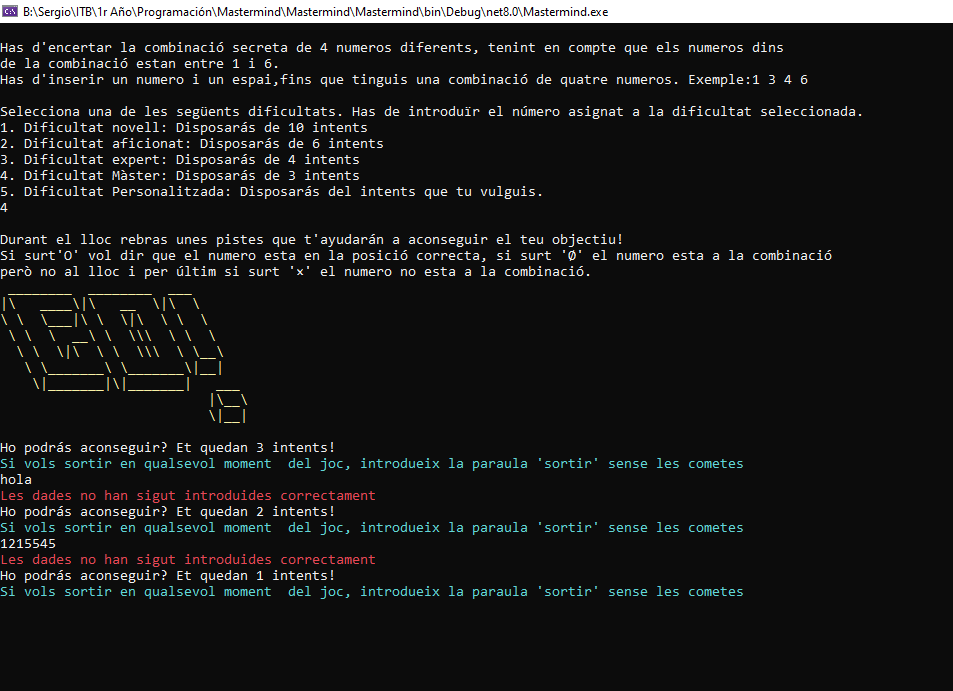 B:\Sergio\ITB\1r Año\Programación\Mastermind\Mastermind\Mastermind\bin\Debug\net8.0\Mastermind.exe
Has d'encertar la combinació secreta de 4 numeros diferents, tenint en compte que els numeros dins
de la combinació estan entre 1 i 6.
Has d'inserir un numero i un espai,fins que tinguis una combinació de quatre numeros. Exemple:1 3 4 6
Selecciona una de les següents dificultats. Has de introduïr el número asignat a la dificultat seleccionada.
1. Dificultat novell: Disposarás de 10 intents
2. Dificultat aficionat: Disposarás de 6 intents
3. Dificultat expert: Disposarás de 4 intents
4. Dificultat Màster: Disposarás de 3 intents
5. Dificultat Personalitzada: Disposarás del intents que tu vulguis.
4
Durant el lloc rebras unes pistes que t'ayudarán a aconseguir el teu objectiu!
Si surt'O' vol dir que el numero esta en la posició correcta, si surt 'Ø' el numero esta a la combinació
però no al lloc i per últim si surt '×' el numero no esta a la combinació.
GO!
Ho podrás aconseguir? Et quedan 3 intents!
Si vols sortir en qualsevol moment  del joc, introdueix la paraula 'sortir' sense les cometes
hola
Les dades no han sigut introduides correctament
Ho podrás aconseguir? Et quedan 2 intents!
Si vols sortir en qualsevol moment  del joc, introdueix la paraula 'sortir' sense les cometes
1215545
Les dades no han sigut introduides correctament
Ho podrás aconseguir? Et quedan 1 intents!
Si vols sortir en qualsevol moment  del joc, introdueix la paraula 'sortir' sense les cometes